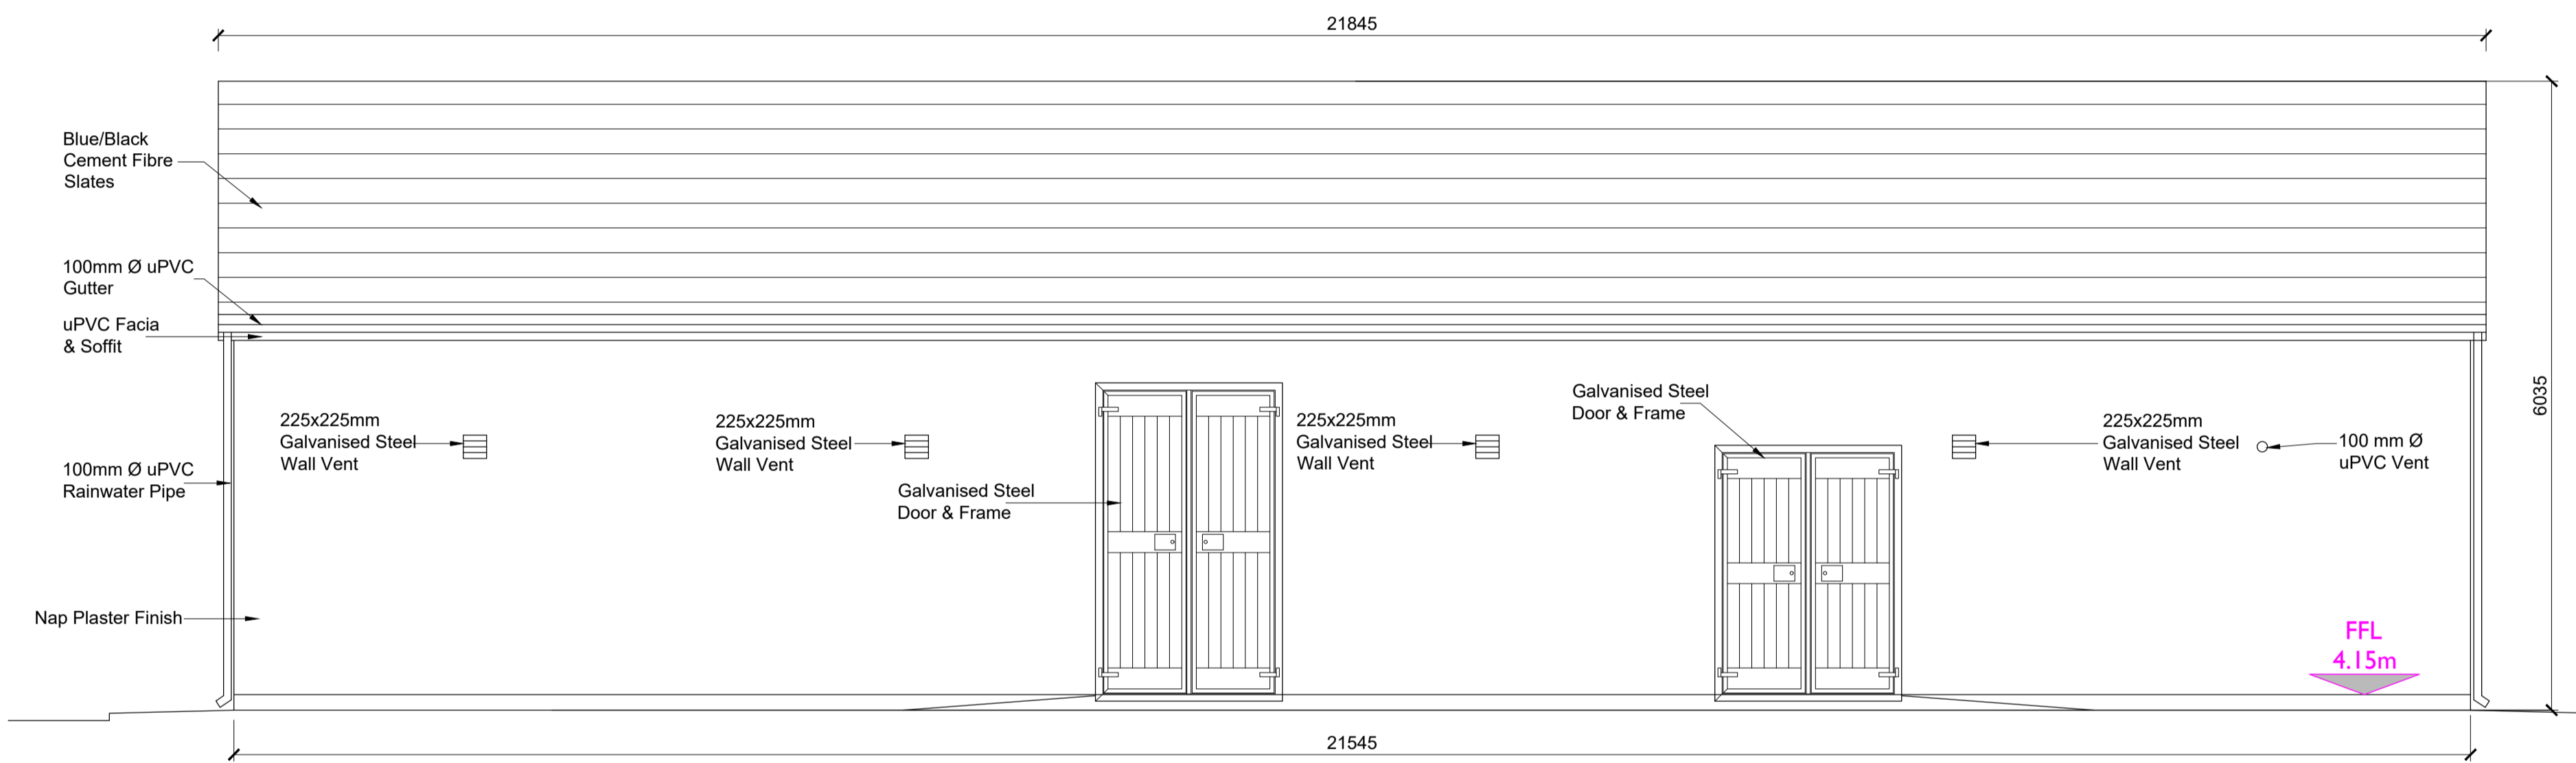 21845
Blue/Black
Cement Fibre
Slates
100mm Ø uPVC
Gutter
uPVC Facia
& Soffit
225x225mm
Galvanised Steel
Wall Vent
225x225mm
Galvanised Steel
Wall Vent
225x225mm
Galvanised Steel
Wall Vent
Galvanised Steel
Door & Frame
225x225mm
Galvanised Steel
Wall Vent
100 mm Ø
uPVC Vent
6035
100mm Ø uPVC
Rainwater Pipe
Galvanised Steel
Door & Frame
Nap Plaster Finish
FFL
4.15m
21545